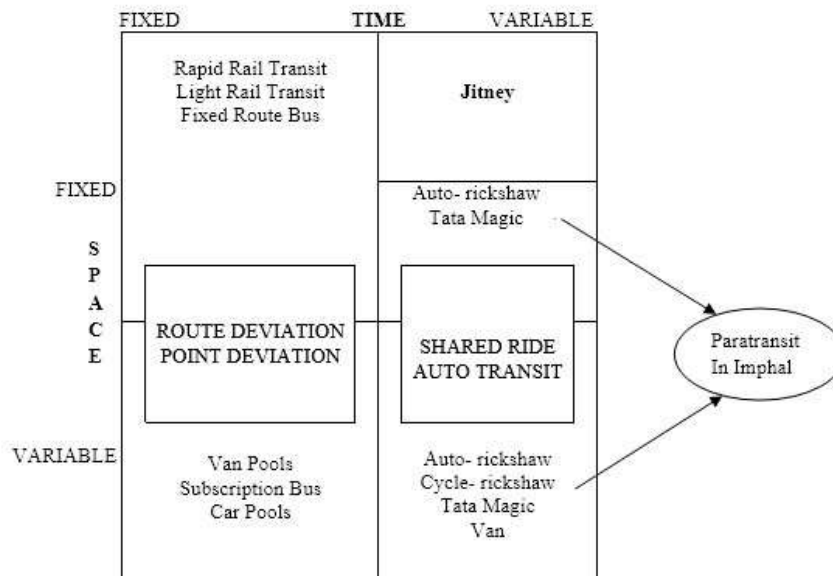 FIXED TIME VARIABLE
Rapid Rail Transit
Light Rail Transit
Fixed Route Bus
Jitney
FIXED
Auto- rickshaw
Tata Magic
SPACE
ROUTE DEVIATION
POINT DEVIATION
SHARED RIDE
AUTO TRANSIT
Paratransit
In Imphal
VARIABLE
Van Pools
Subscription Bus
Car Pools
Auto- rickshaw
Cycle- rickshaw
Tata Magic
Van